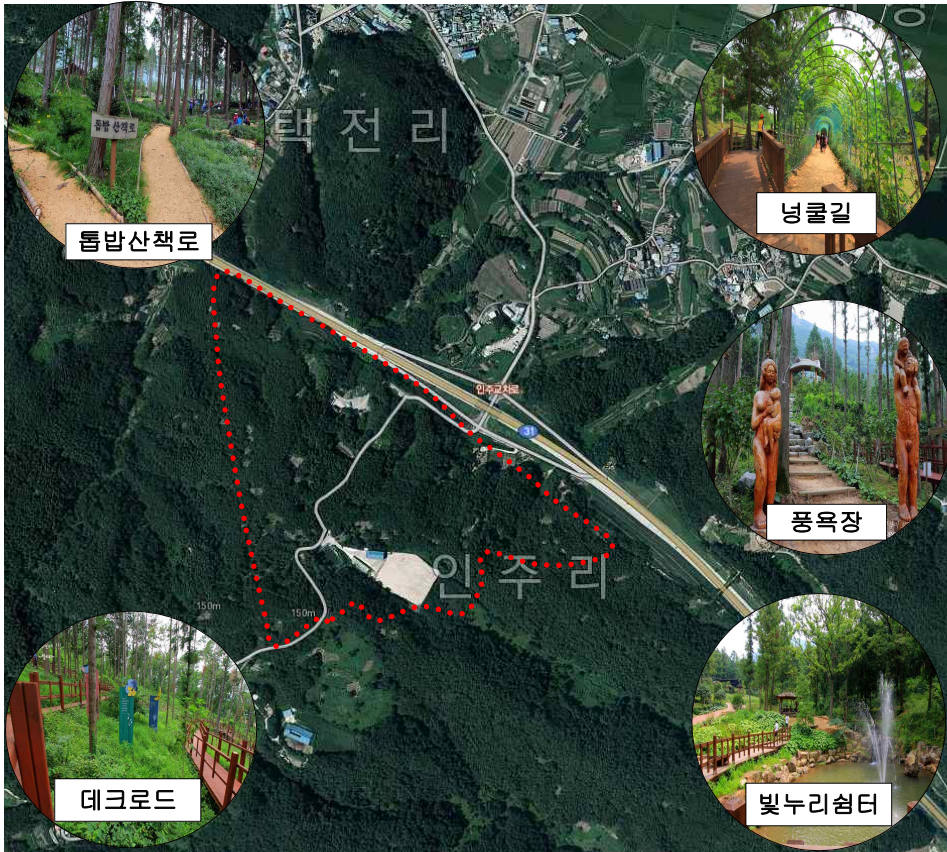 택전리
톱밥 산책로
톱밥산책로
넝쿨길
인주교차로
31
풍욕장
인주리
150m
150m
데크로드
빛누리쉼터